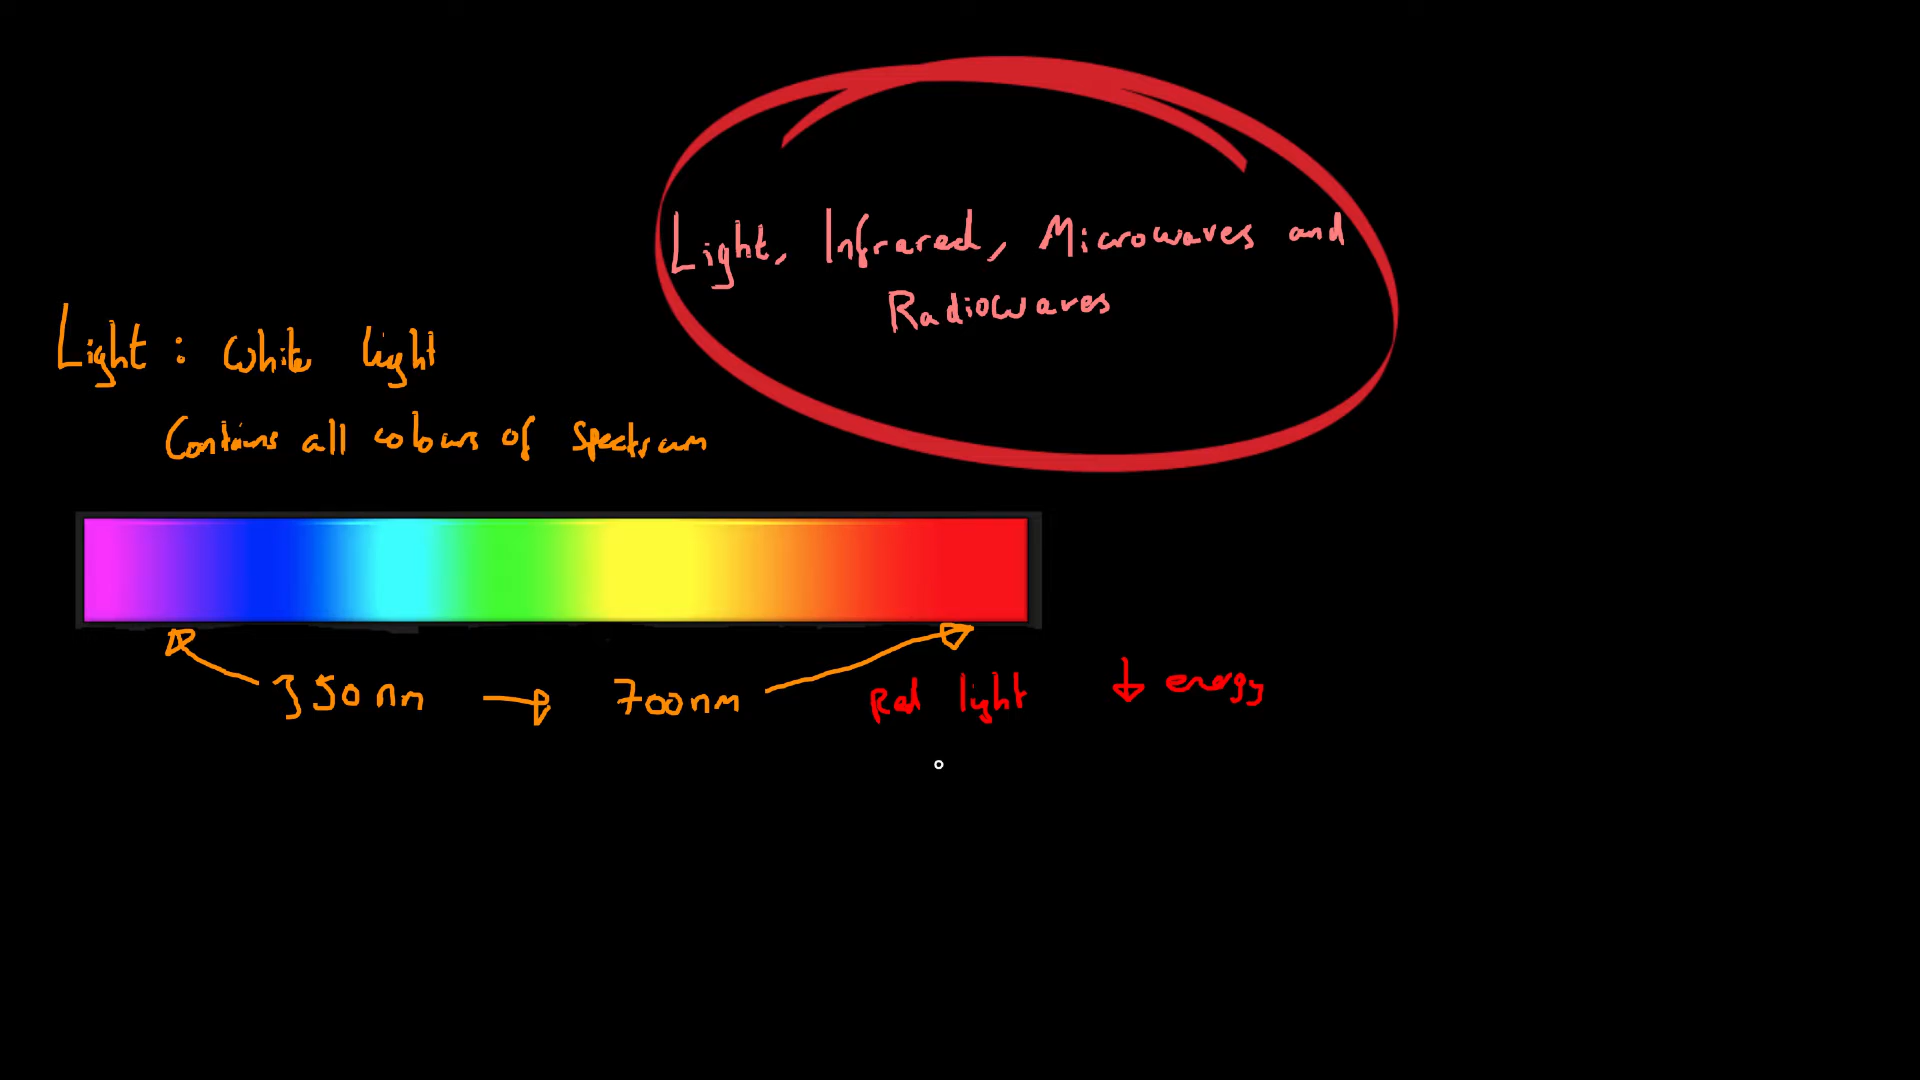 Light, Infrared, Microwaves and
Radiowaves
Light : White light
Contains all colours of spectrum
350nm → 700nm
Red light ↓ energy